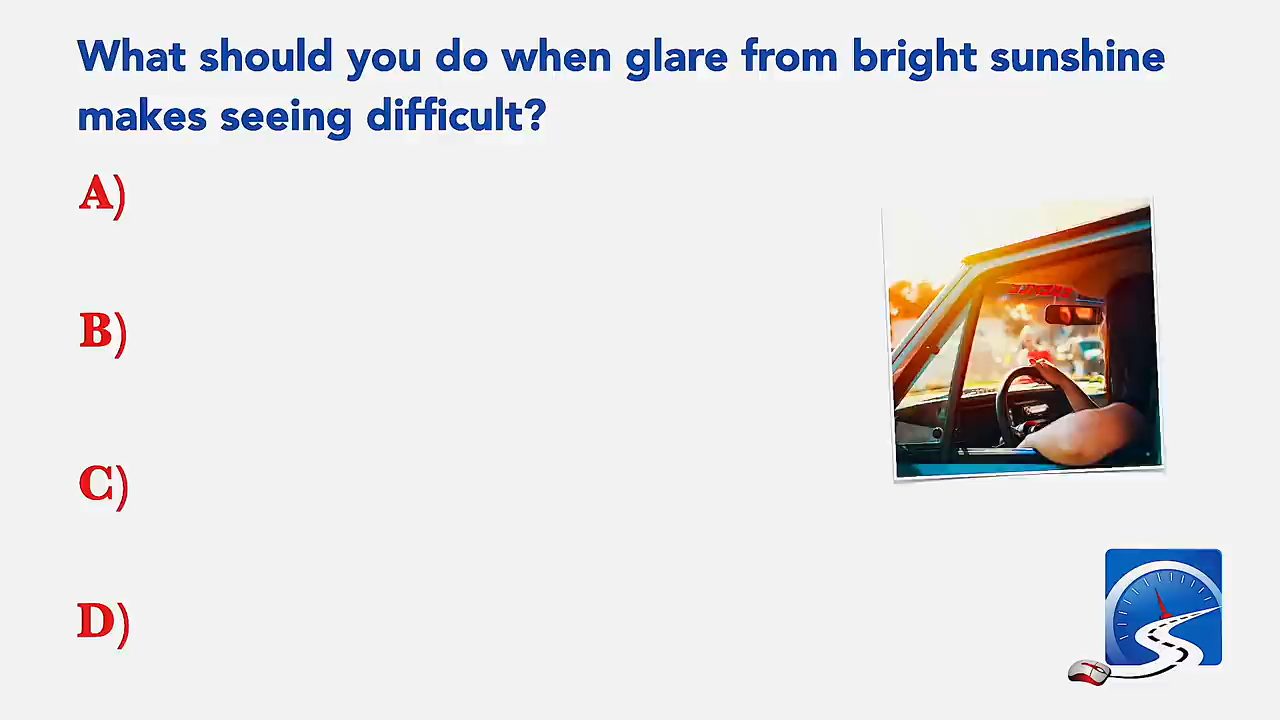 What should you do when glare from bright sunshine
makes seeing difficult?
A)
B)
C)
D)